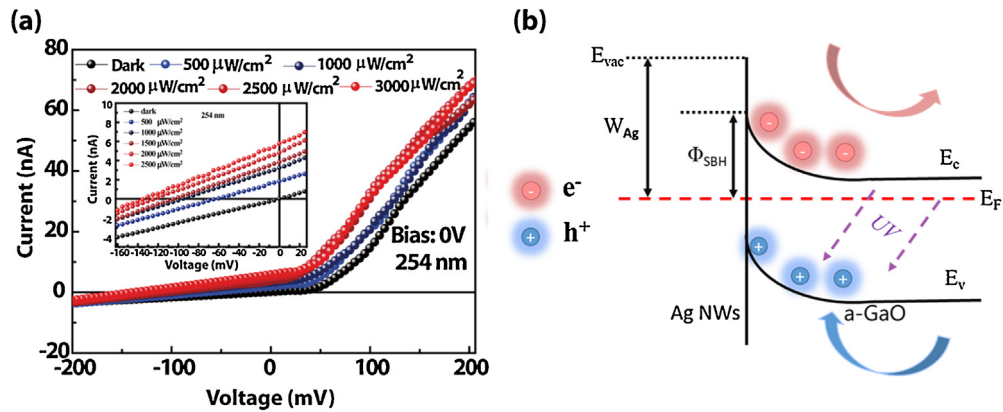 (a)
80
60
40
20
0
-20
Current (nA)
Dark 500 μW/cm2 1000 μW/cm2
2000 μW/cm2 2500 μW/cm2 3000 μW/cm2
10
8
6
4
2
0
-2
-4
Current (nA)
dark
500 μW/cm2
1000 μW/cm2
1500 μW/cm2
2000 μW/cm2
2500 μW/cm2
254 nm
-160 -140 -120 -100 -80 -60 -40 -20 0 20
Voltage (mV)
Bias: 0V
254 nm
-200 -100 0 100 200
Voltage (mV)
(b)
Evac
WAg
ΦSBH
e-
h+
Ec
EF
UV
Ev
Ag NWs
a-GaO